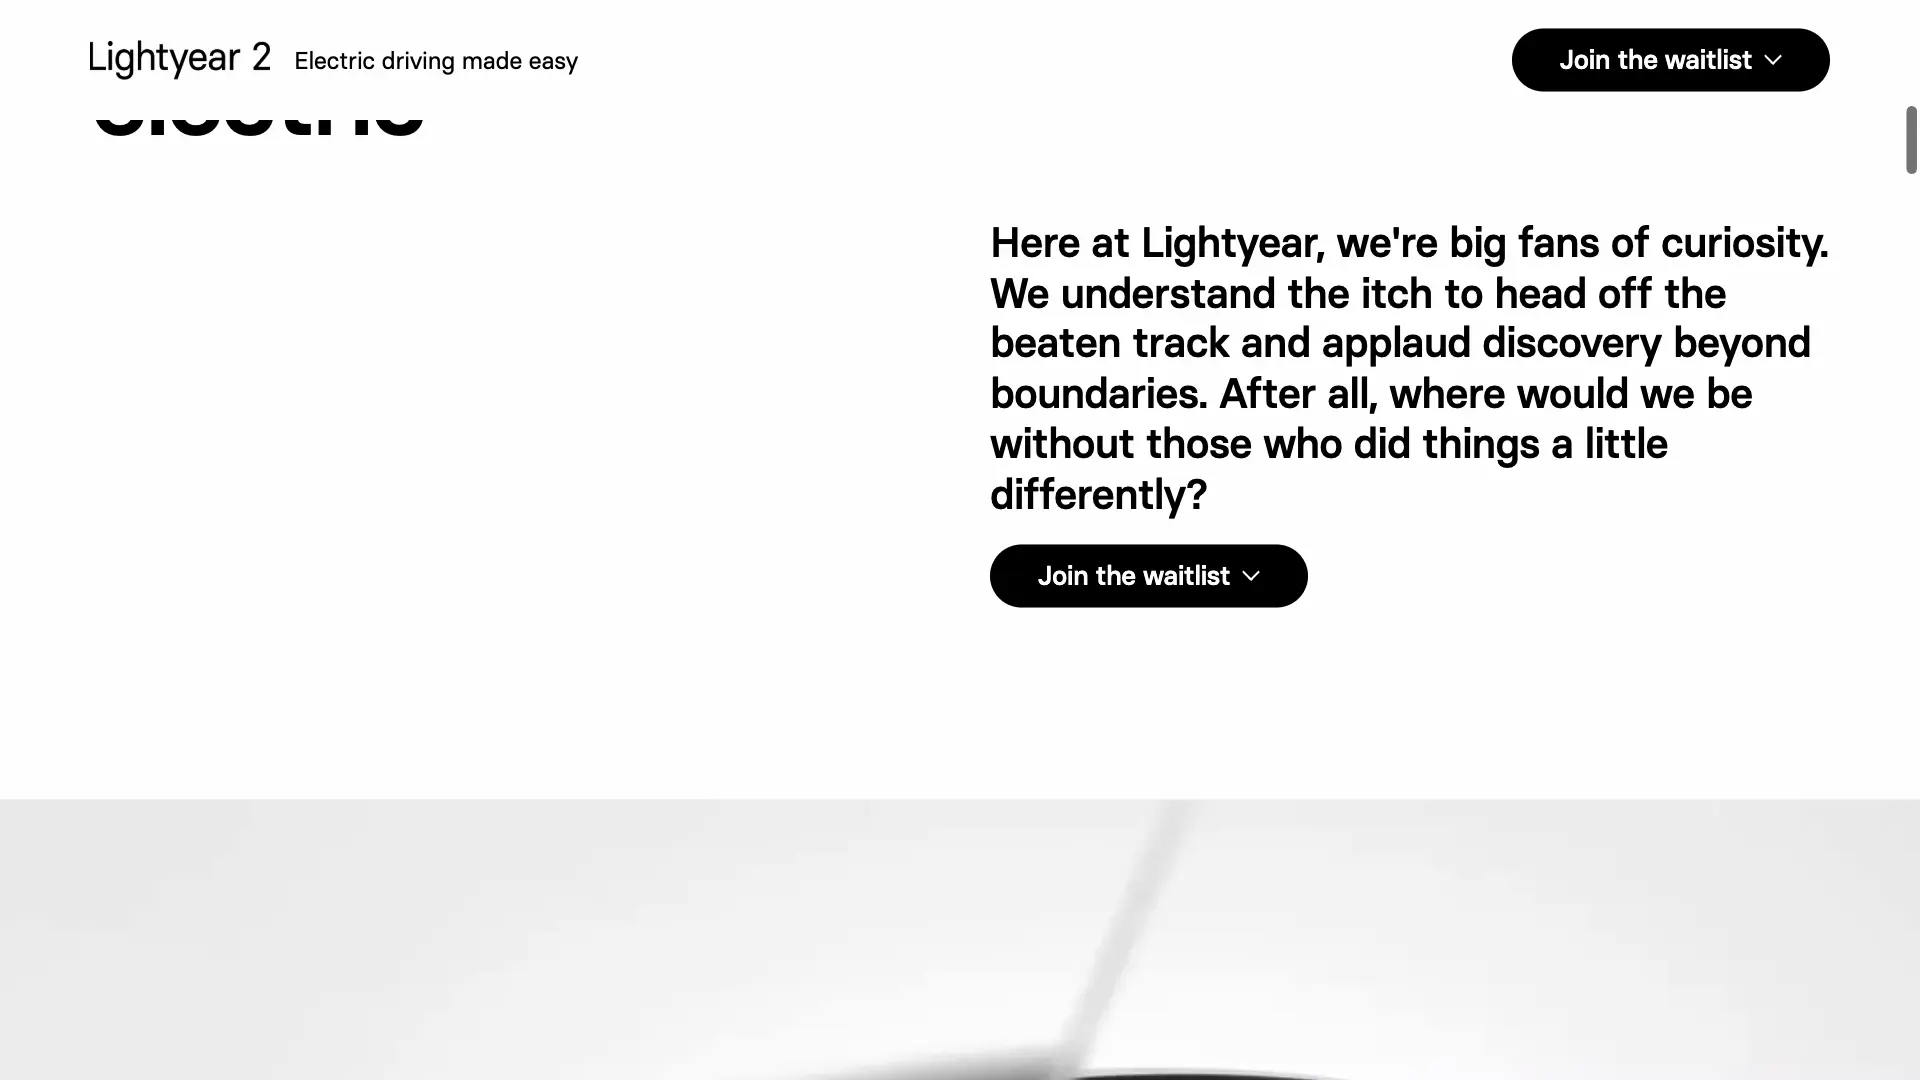 Lightyear 2 Electric driving made easy
Join the waitlist
Here at Lightyear, we're big fans of curiosity.
We understand the itch to head off the
beaten track and applaud discovery beyond
boundaries. After all, where would we be
without those who did things a little
differently?
Join the waitlist